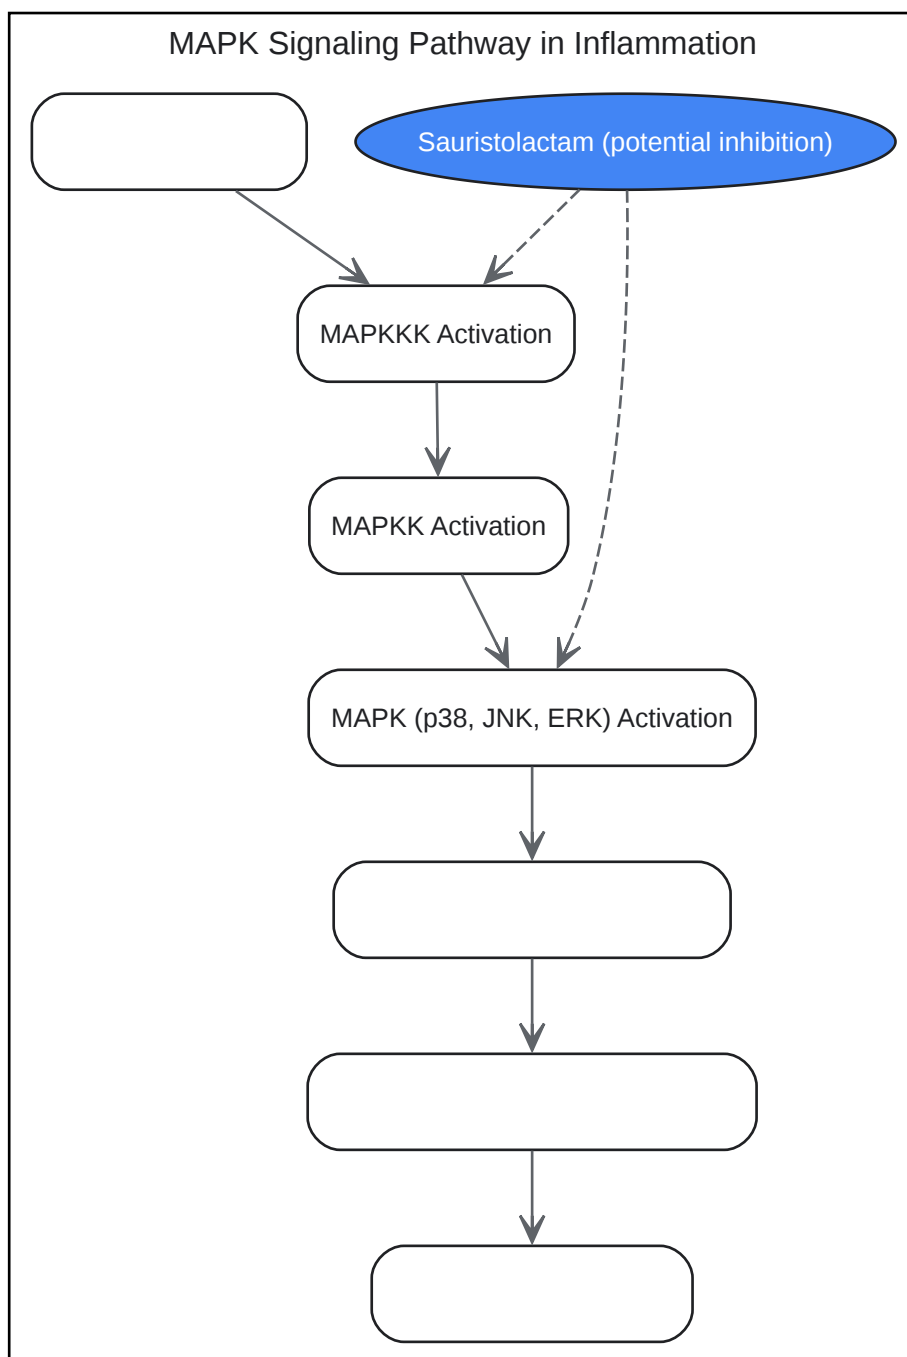 MAPK Signaling Pathway in Inflammation
Sauristolactam (potential inhibition)
MAPKKK Activation
MAPKK Activation
MAPK (p38, JNK, ERK) Activation